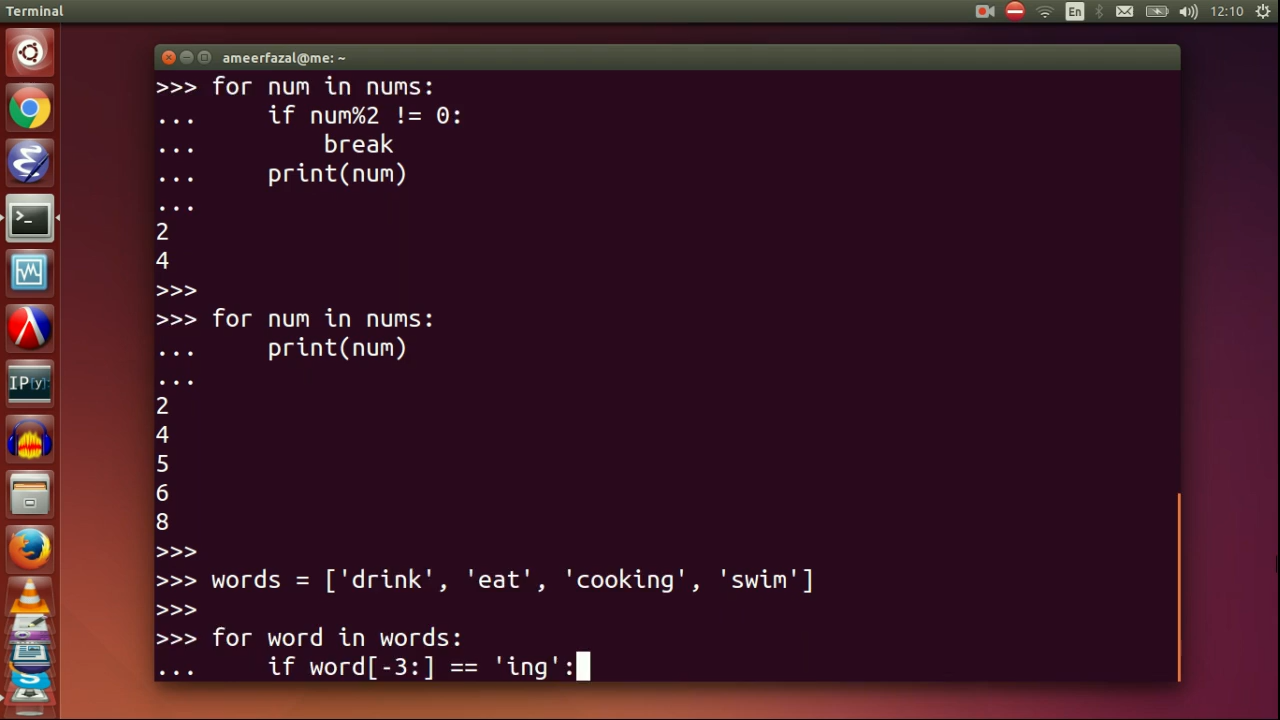 Terminal
En
12:10
ameerfazal@me: ~
>>> for num in nums:
...     if num%2 != 0:
...         break
...     print(num)
...
2
4
>>>
>>> for num in nums:
...     print(num)
...
2
4
5
6
8
>>>
>>> words = ['drink', 'eat', 'cooking', 'swim']
>>>
>>> for word in words:
...     if word[-3:] == 'ing':
>_
IP[y]: